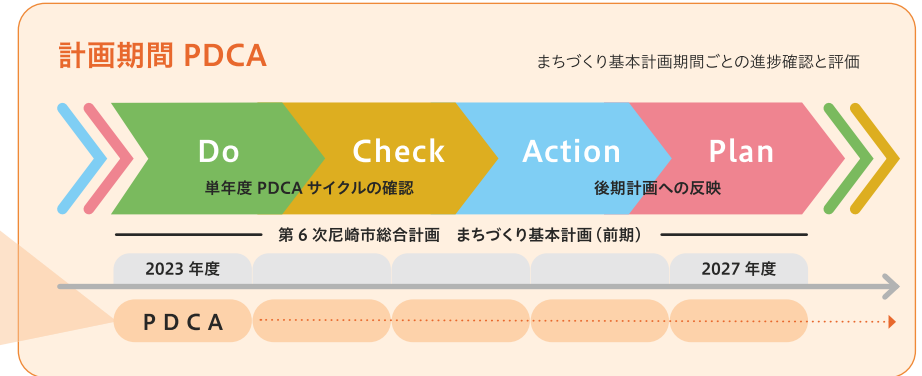 計画期間 PDCA
まちづくり基本計画期間ごとの進捗確認と評価
Do
Check
Action
Plan
単年度 PDCA サイクルの確認
後期計画への反映
第 6 次尼崎市総合計画　まちづくり基本計画（前期）
2023 年度
2027 年度
P D C A